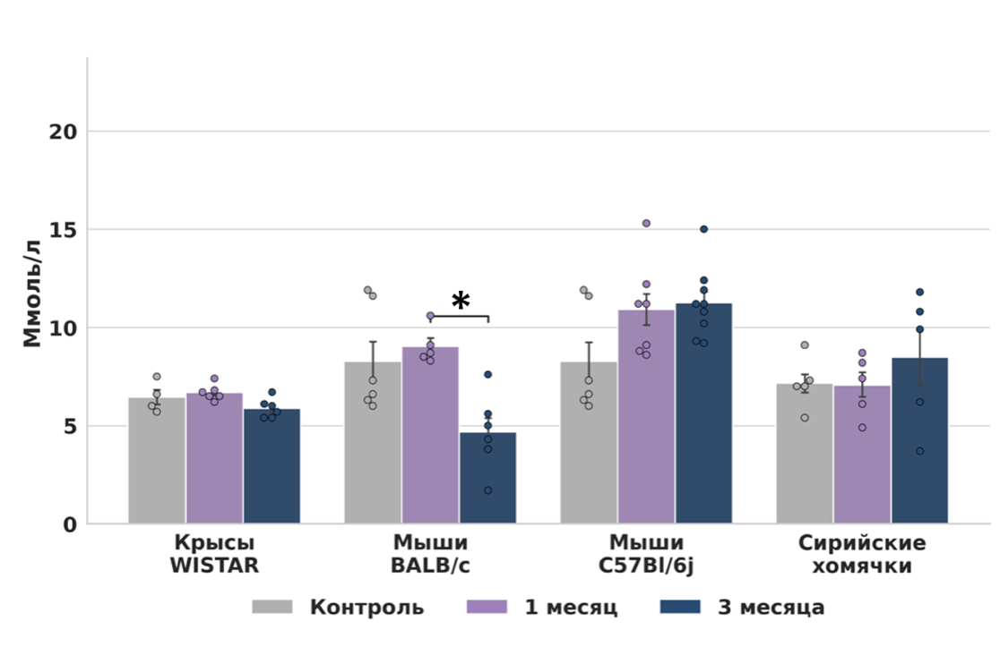 Ммоль/л
20
15
10
5
0
*
Крысы
WISTAR
Мыши
BALB/c
Мыши
C57Bl/6j
Сирийские
хомячки
Контроль
1 месяц
3 месяца